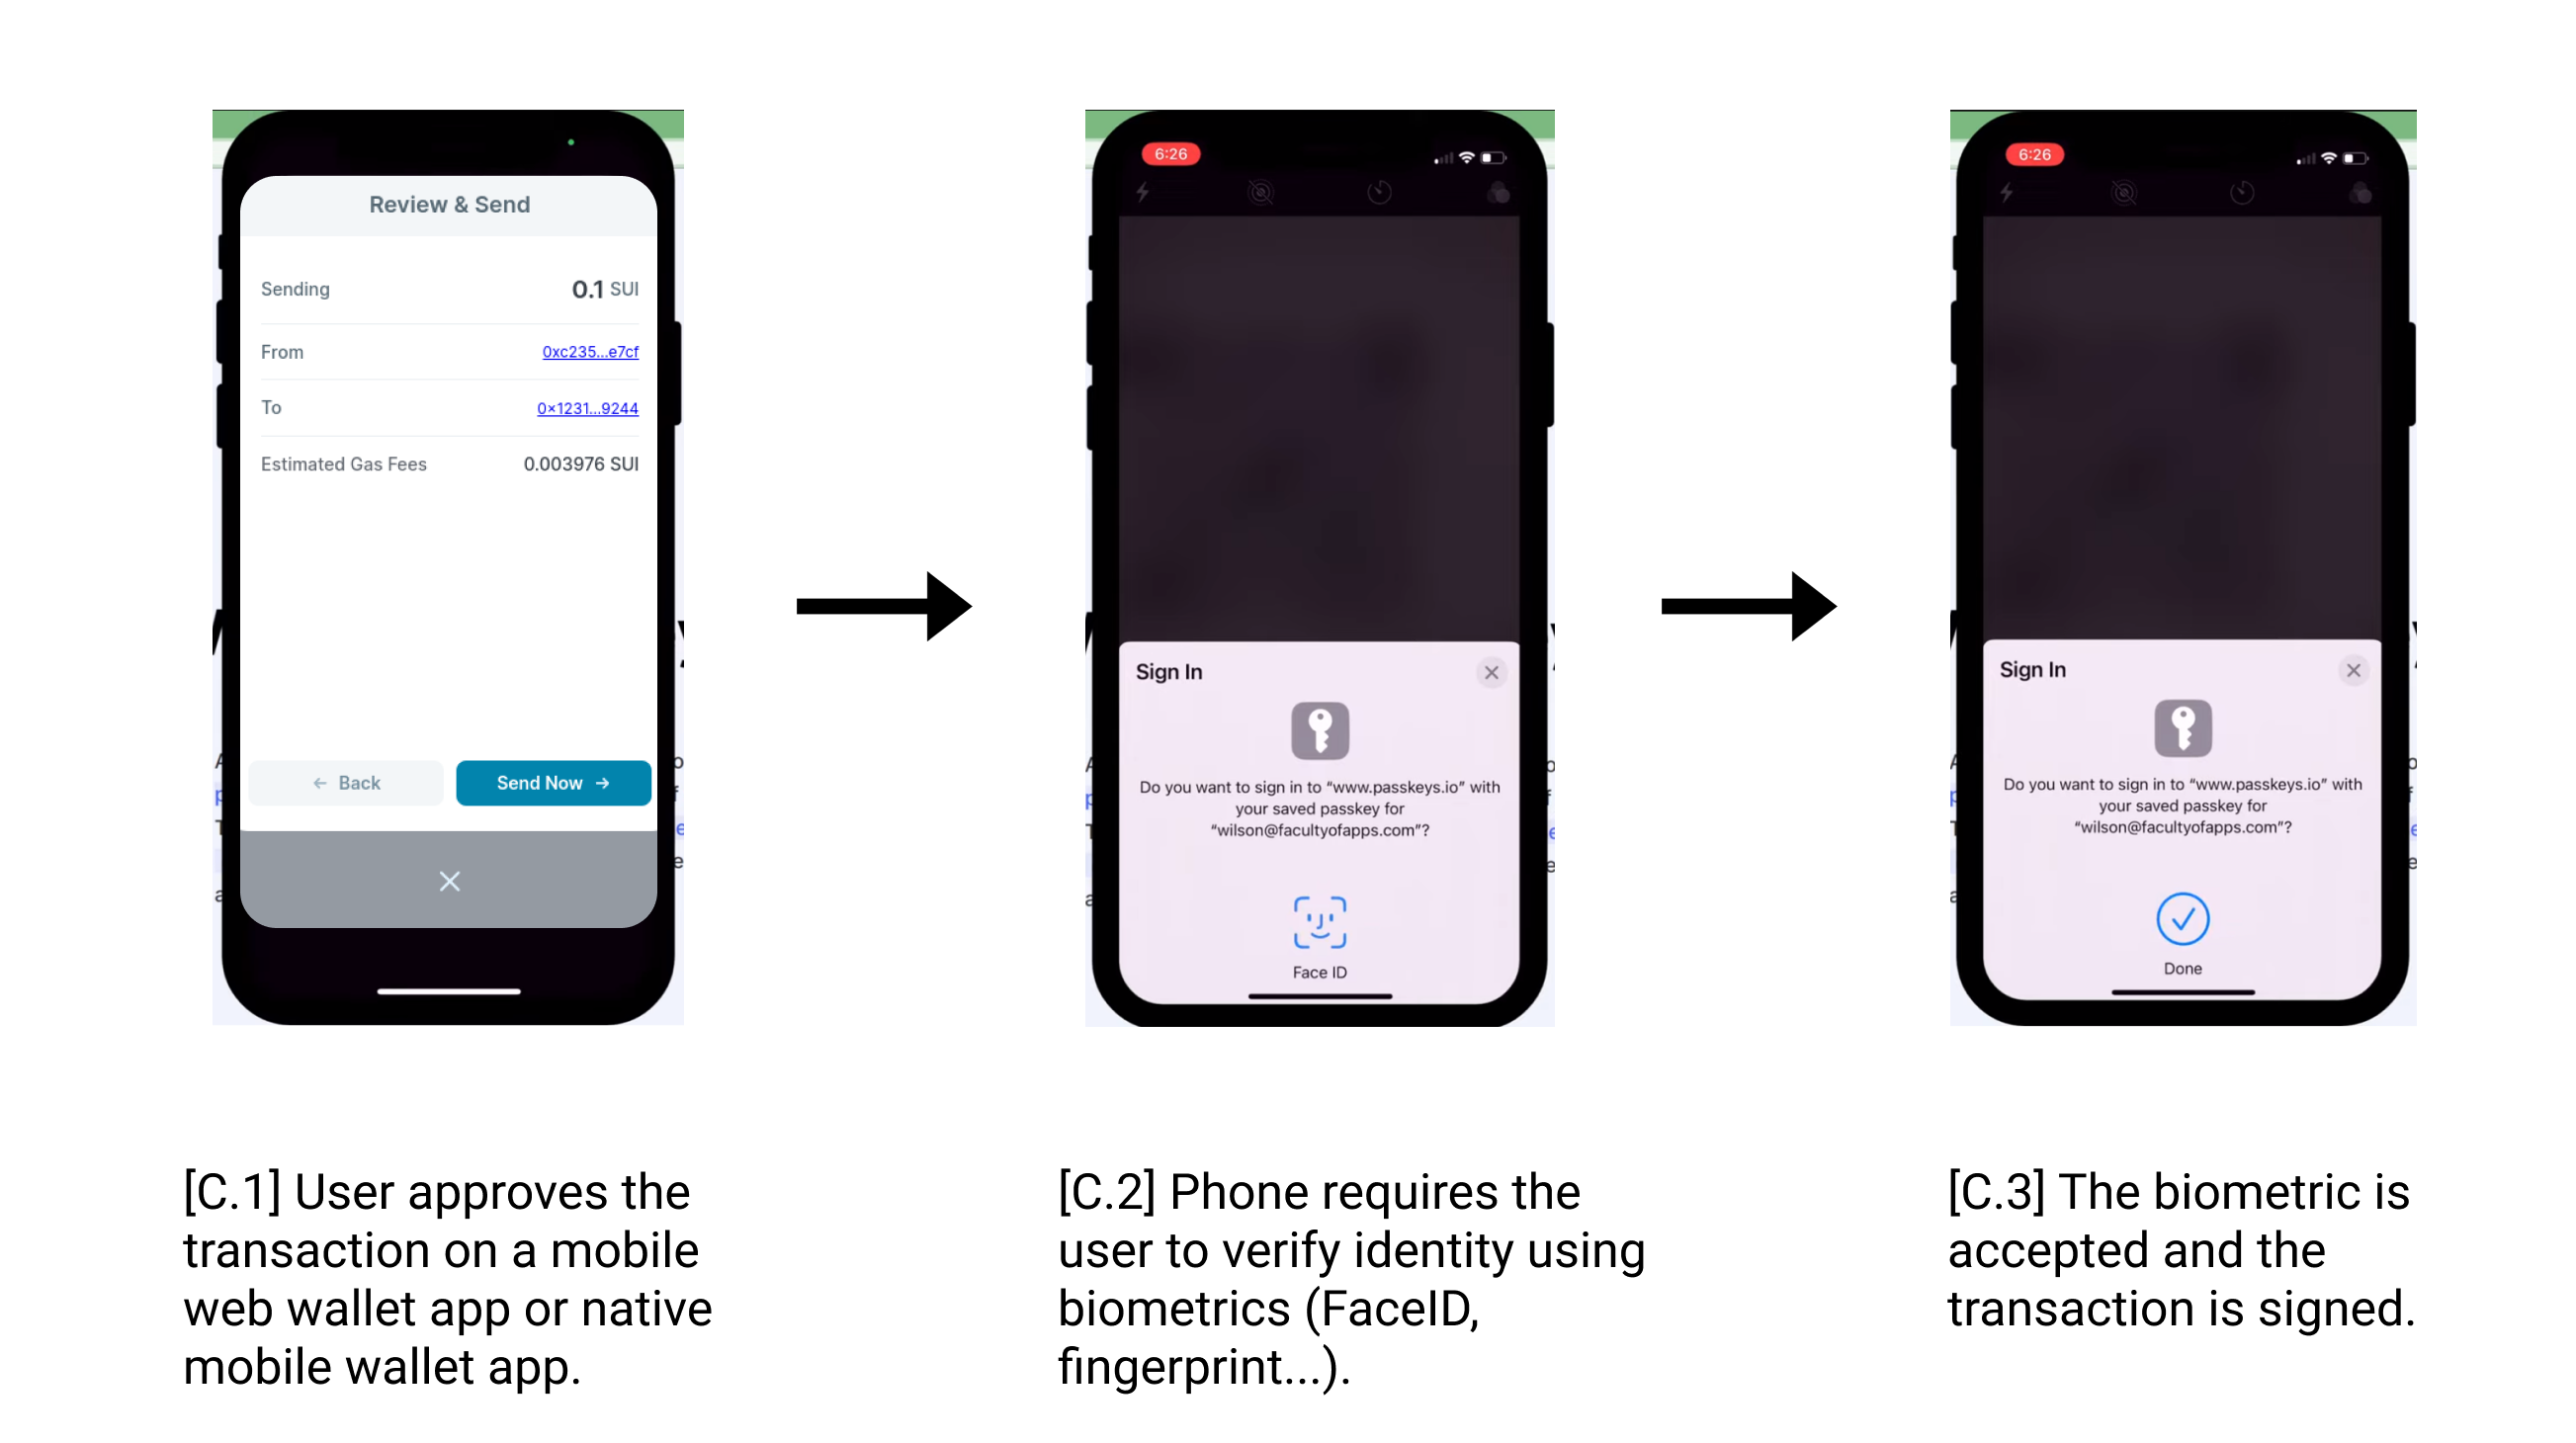 Review & Send
Sending 0.1 SUI
From 0xc235...e7cf
To 0×1231...9244
Estimated Gas Fees 0.003976 SUI
← Back
Send Now →
[C.1] User approves the
transaction on a mobile
web wallet app or native
mobile wallet app.
6:26
Sign In
Do you want to sign in to “www.passkeys.io” with
your saved passkey for
“wilson@facultyofapps.com”?
Face ID
[C.2] Phone requires the
user to verify identity using
biometrics (FaceID,
fingerprint...).
6:26
Sign In
Do you want to sign in to “www.passkeys.io” with
your saved passkey for
“wilson@facultyofapps.com”?
Done
[C.3] The biometric is
accepted and the
transaction is signed.